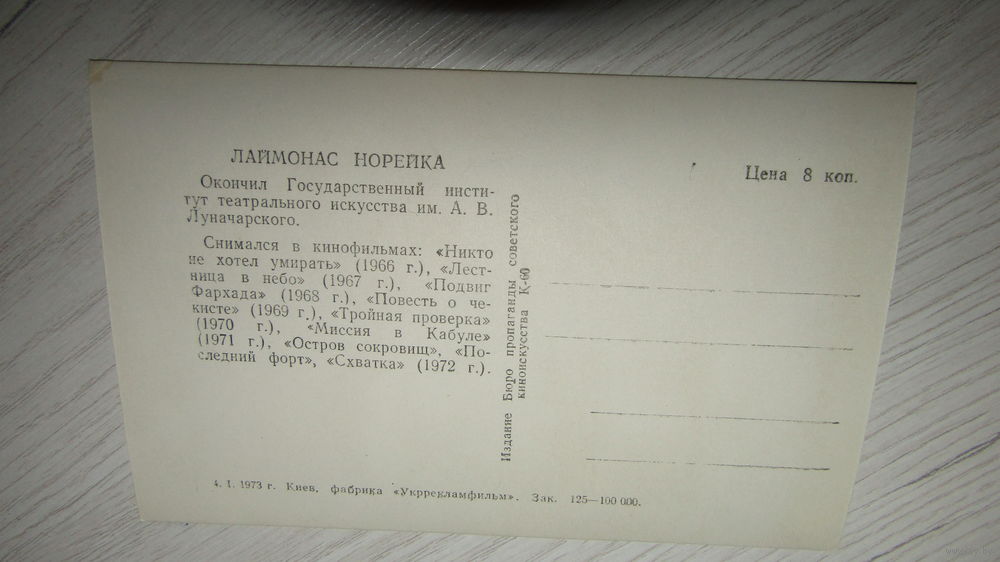 ЛАЙМОНАС НОРЕЙКА
Окончил Государственный инсти-
тут театрального искусства им. А. В.
Луначарского.
Снимался в кинофильмах: «Никто
не хотел умирать» (1966 г.), «Лест-
ница в небо» (1967 г.), «Подвиг
Фархада» (1968 г.), «Повесть о че-
кисте» (1969 г.), «Тройная проверка»
(1970 г.), «Миссия в Кабуле»
(1971 г.), «Остров сокровищ», «По-
следний форт», «Схватка» (1972 г.).
Издание Бюро пропаганды советского
киноискусства К-60
Цена 8 коп.
4. I. 1973 г. Киев, фабрика «Укррекламфильм». Зак. 125—100 000.